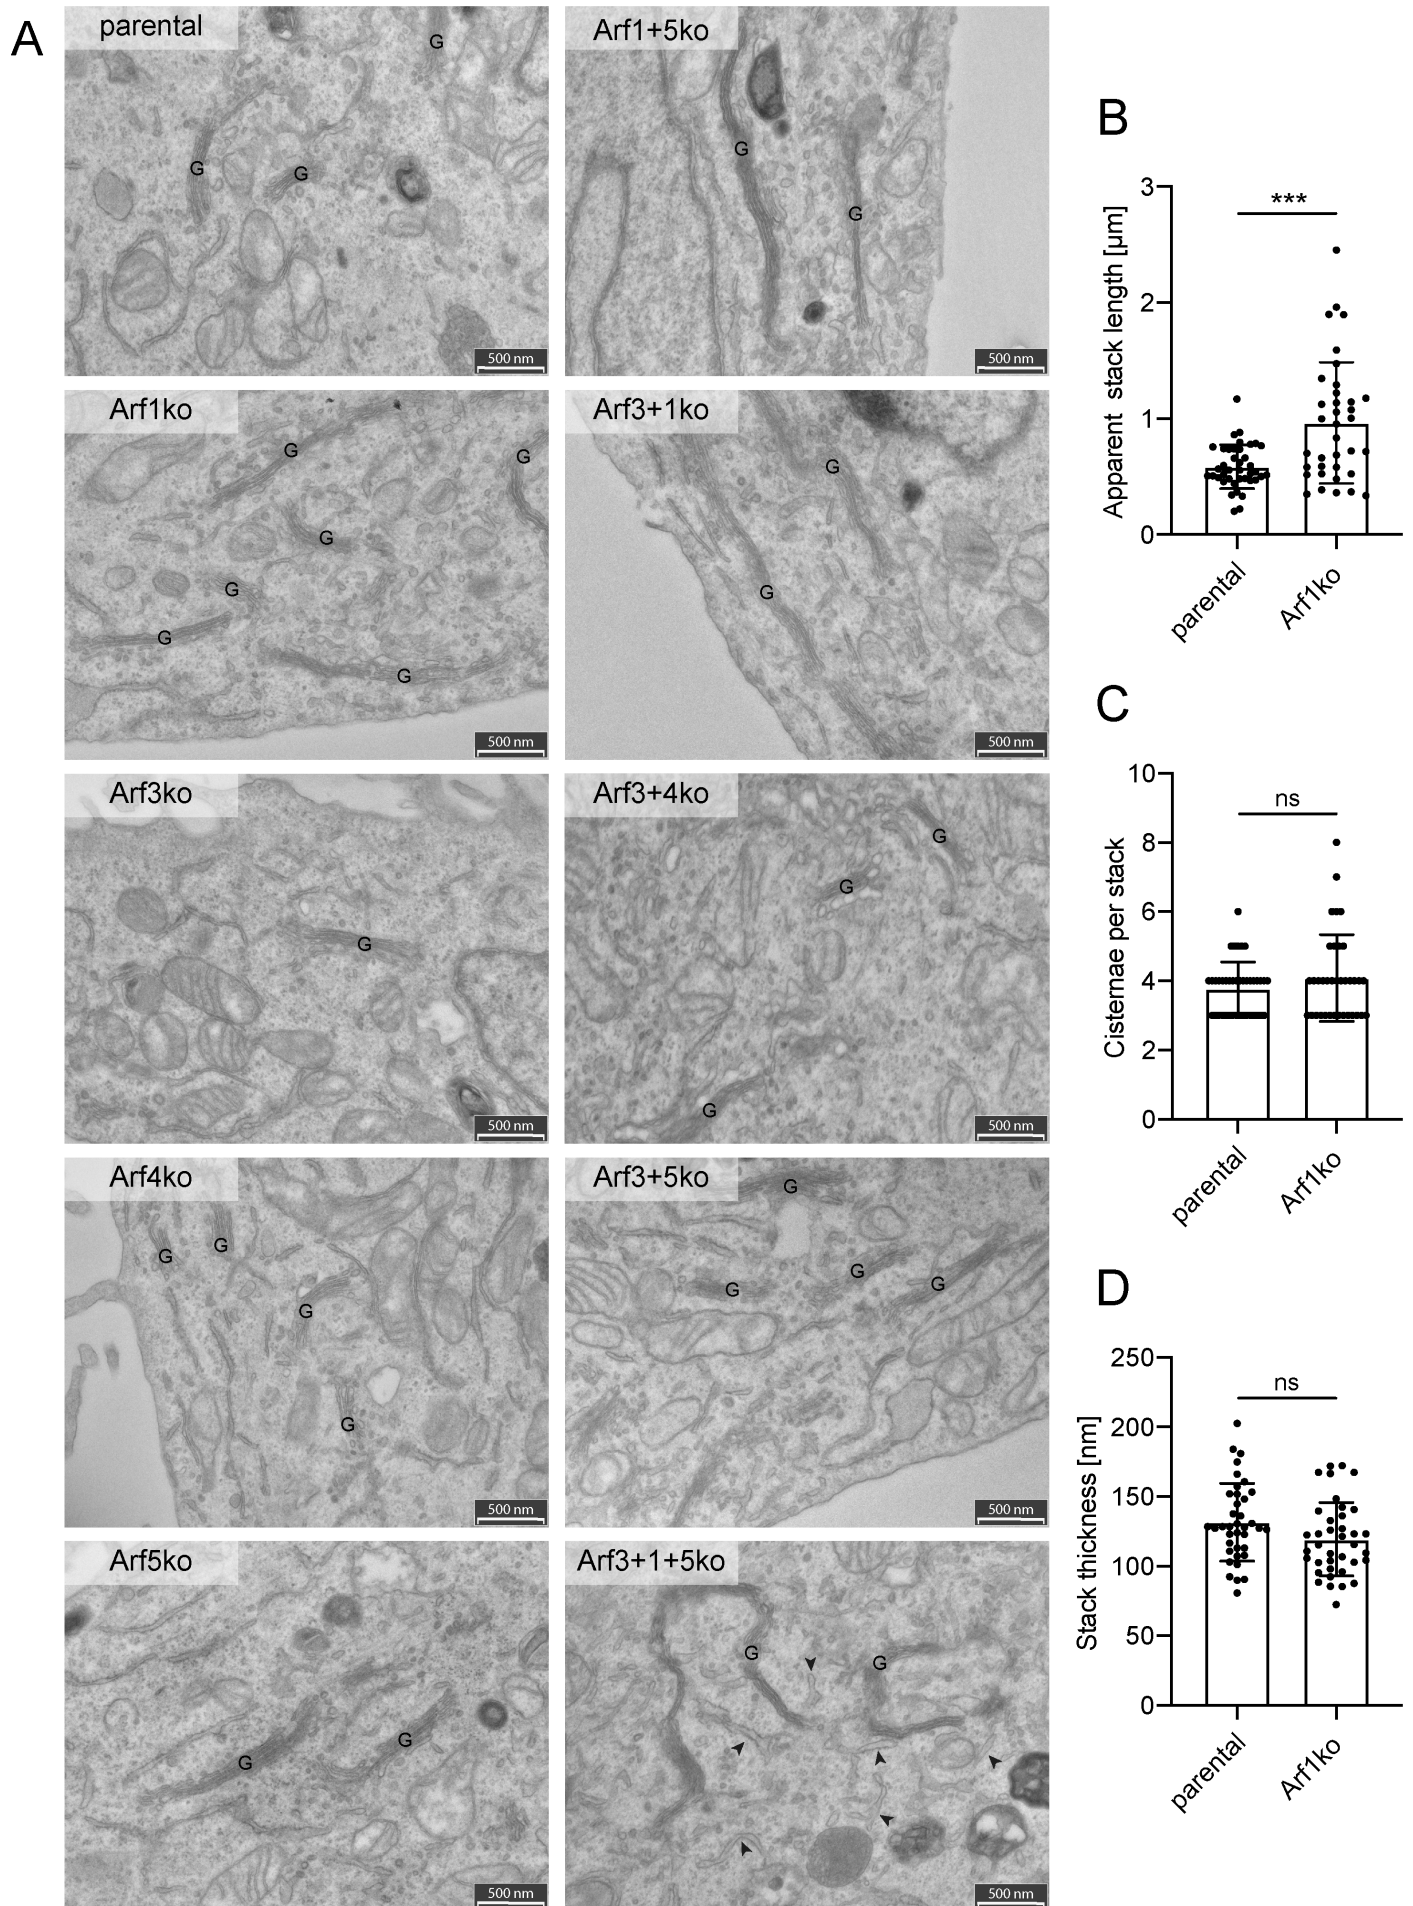 A
parental
G
G
G
500 nm
Arf1+5ko
G
G
500 nm
Arf1ko
G
G
G
G
G
G
500 nm
Arf3+1ko
G
G
500 nm
Arf3ko
G
500 nm
Arf3+4ko
G
G
G
500 nm
Arf4ko
G
G
G
G
500 nm
Arf3+5ko
G
G
G
G
500 nm
Arf5ko
G
G
500 nm
Arf3+1+5ko
G
G
500 nm
B
Apparent stack length [µm]
3
2
1
0
***
parental
Arf1ko
C
Cisternae per stack
10
8
6
4
2
0
ns
parental
Arf1ko
D
Stack thickness [nm]
250
200
150
100
50
0
ns
parental
Arf1ko